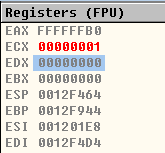 Registers (FPU)
EAX FFFFFFB0
ECX 00000001
EDX 00000000
EBX 00000000
ESP 0012F464
EBP 0012F944
ESI 001201E8
EDI 0012F4D4